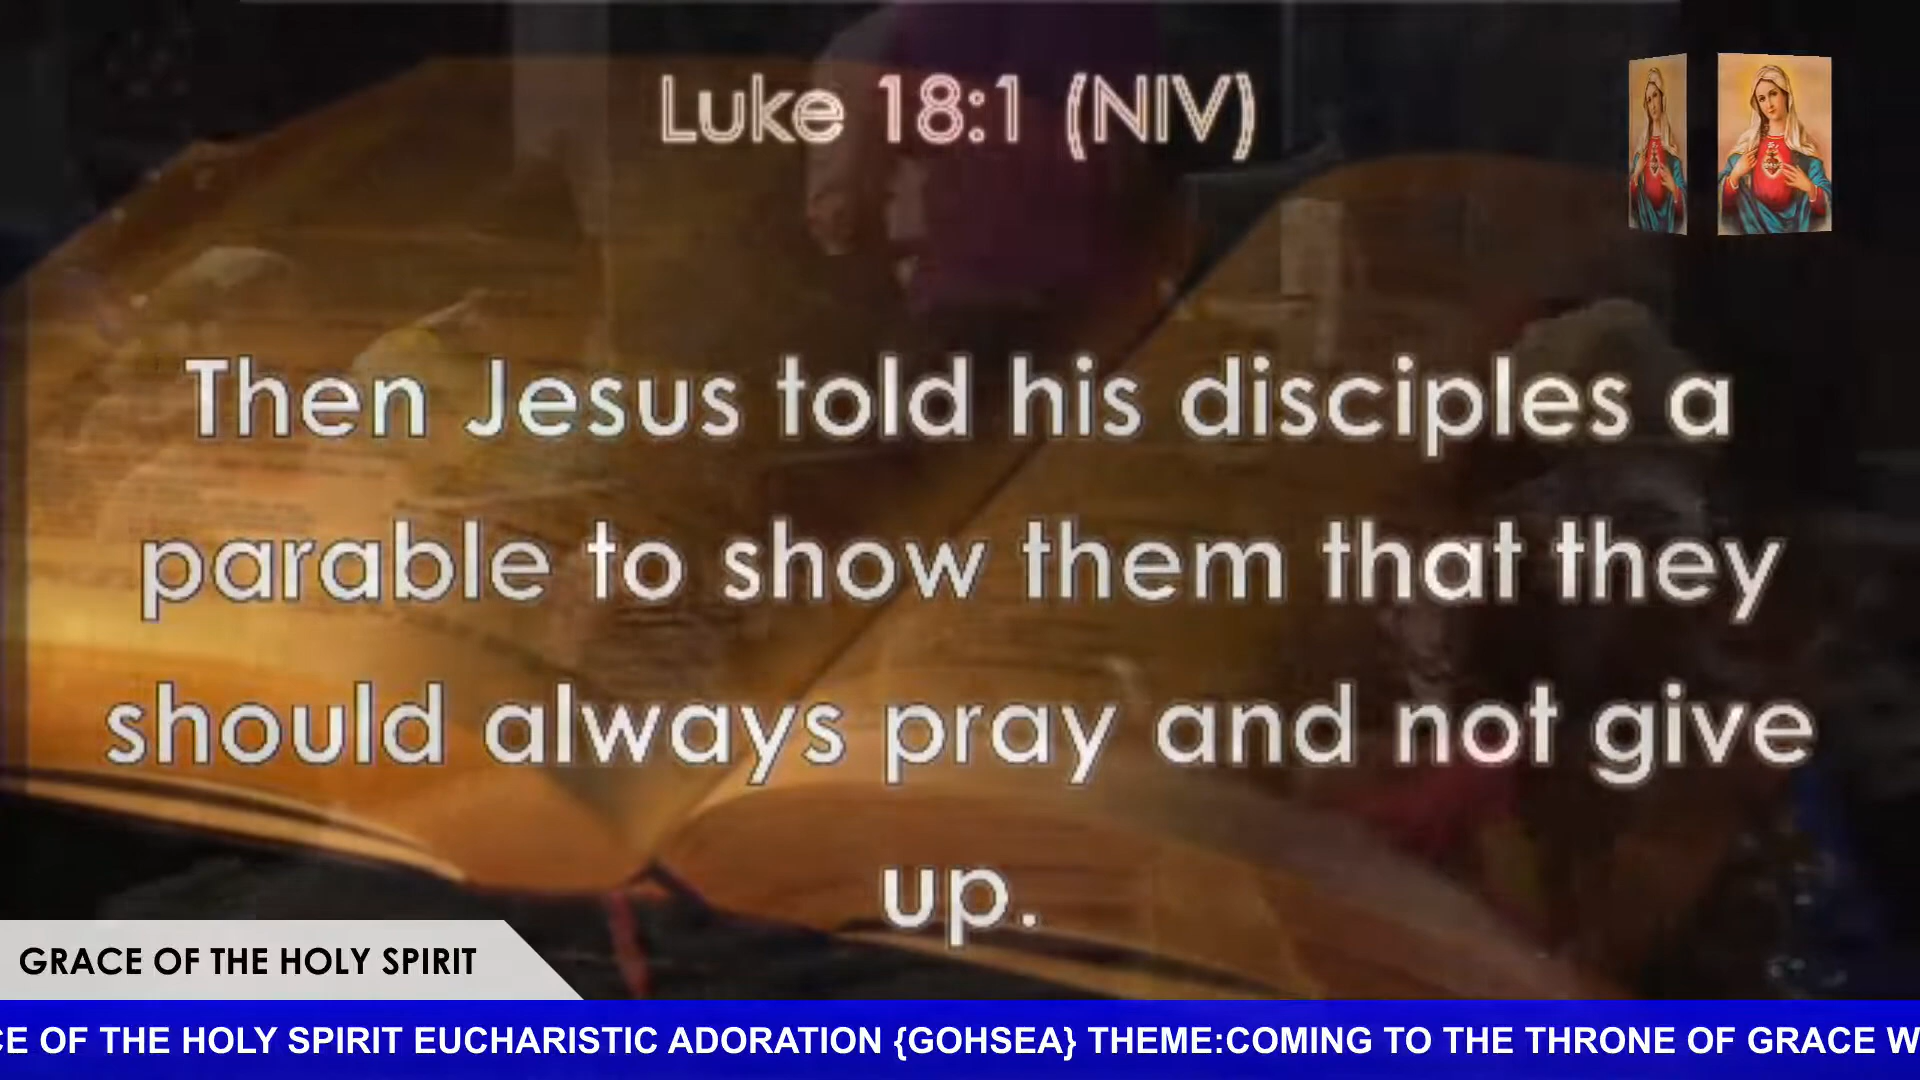 Luke 18:1 (NIV)
Then Jesus told his disciples a
parable to show them that they
should always pray and not give
up.
GRACE OF THE HOLY SPIRIT
CE OF THE HOLY SPIRIT EUCHARISTIC ADORATION {GOHSEA} THEME:COMING TO THE THRONE OF GRACE W